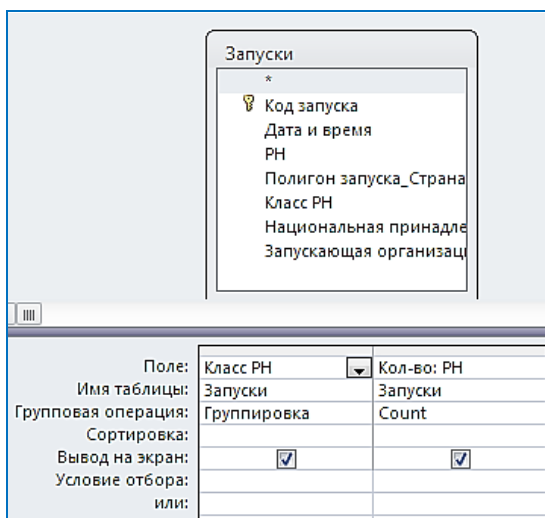 Запуски
*
Код запуска
Дата и время
РН
Полигон запуска_Страна
Класс РН
Национальная принадле
Запускающая организаци
Поле: Класс РН Кол-во: РН
Имя таблицы: Запуски Запуски
Групповая операция: Группировка Count
Сортировка:
Вывод на экран:
Условие отбора:
или: